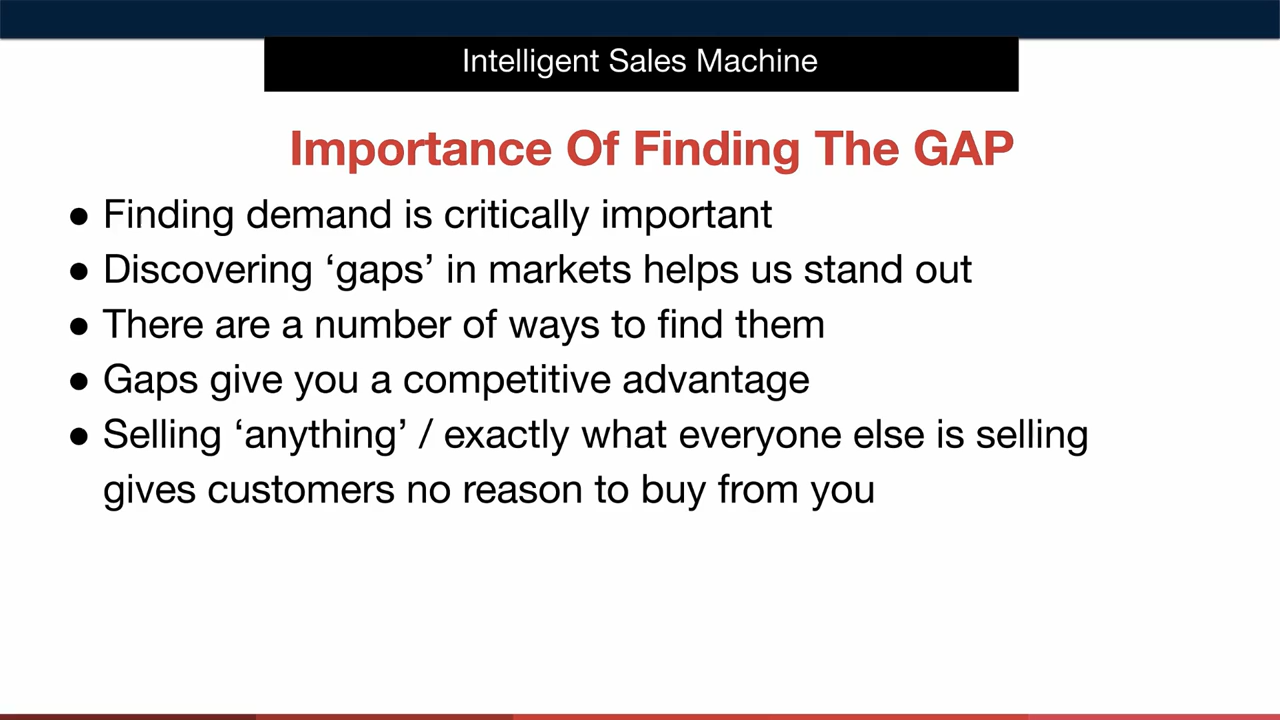 Intelligent Sales Machine
Importance Of Finding The GAP
● Finding demand is critically important
● Discovering ‘gaps’ in markets helps us stand out
● There are a number of ways to find them
● Gaps give you a competitive advantage
● Selling ‘anything’ / exactly what everyone else is selling
gives customers no reason to buy from you